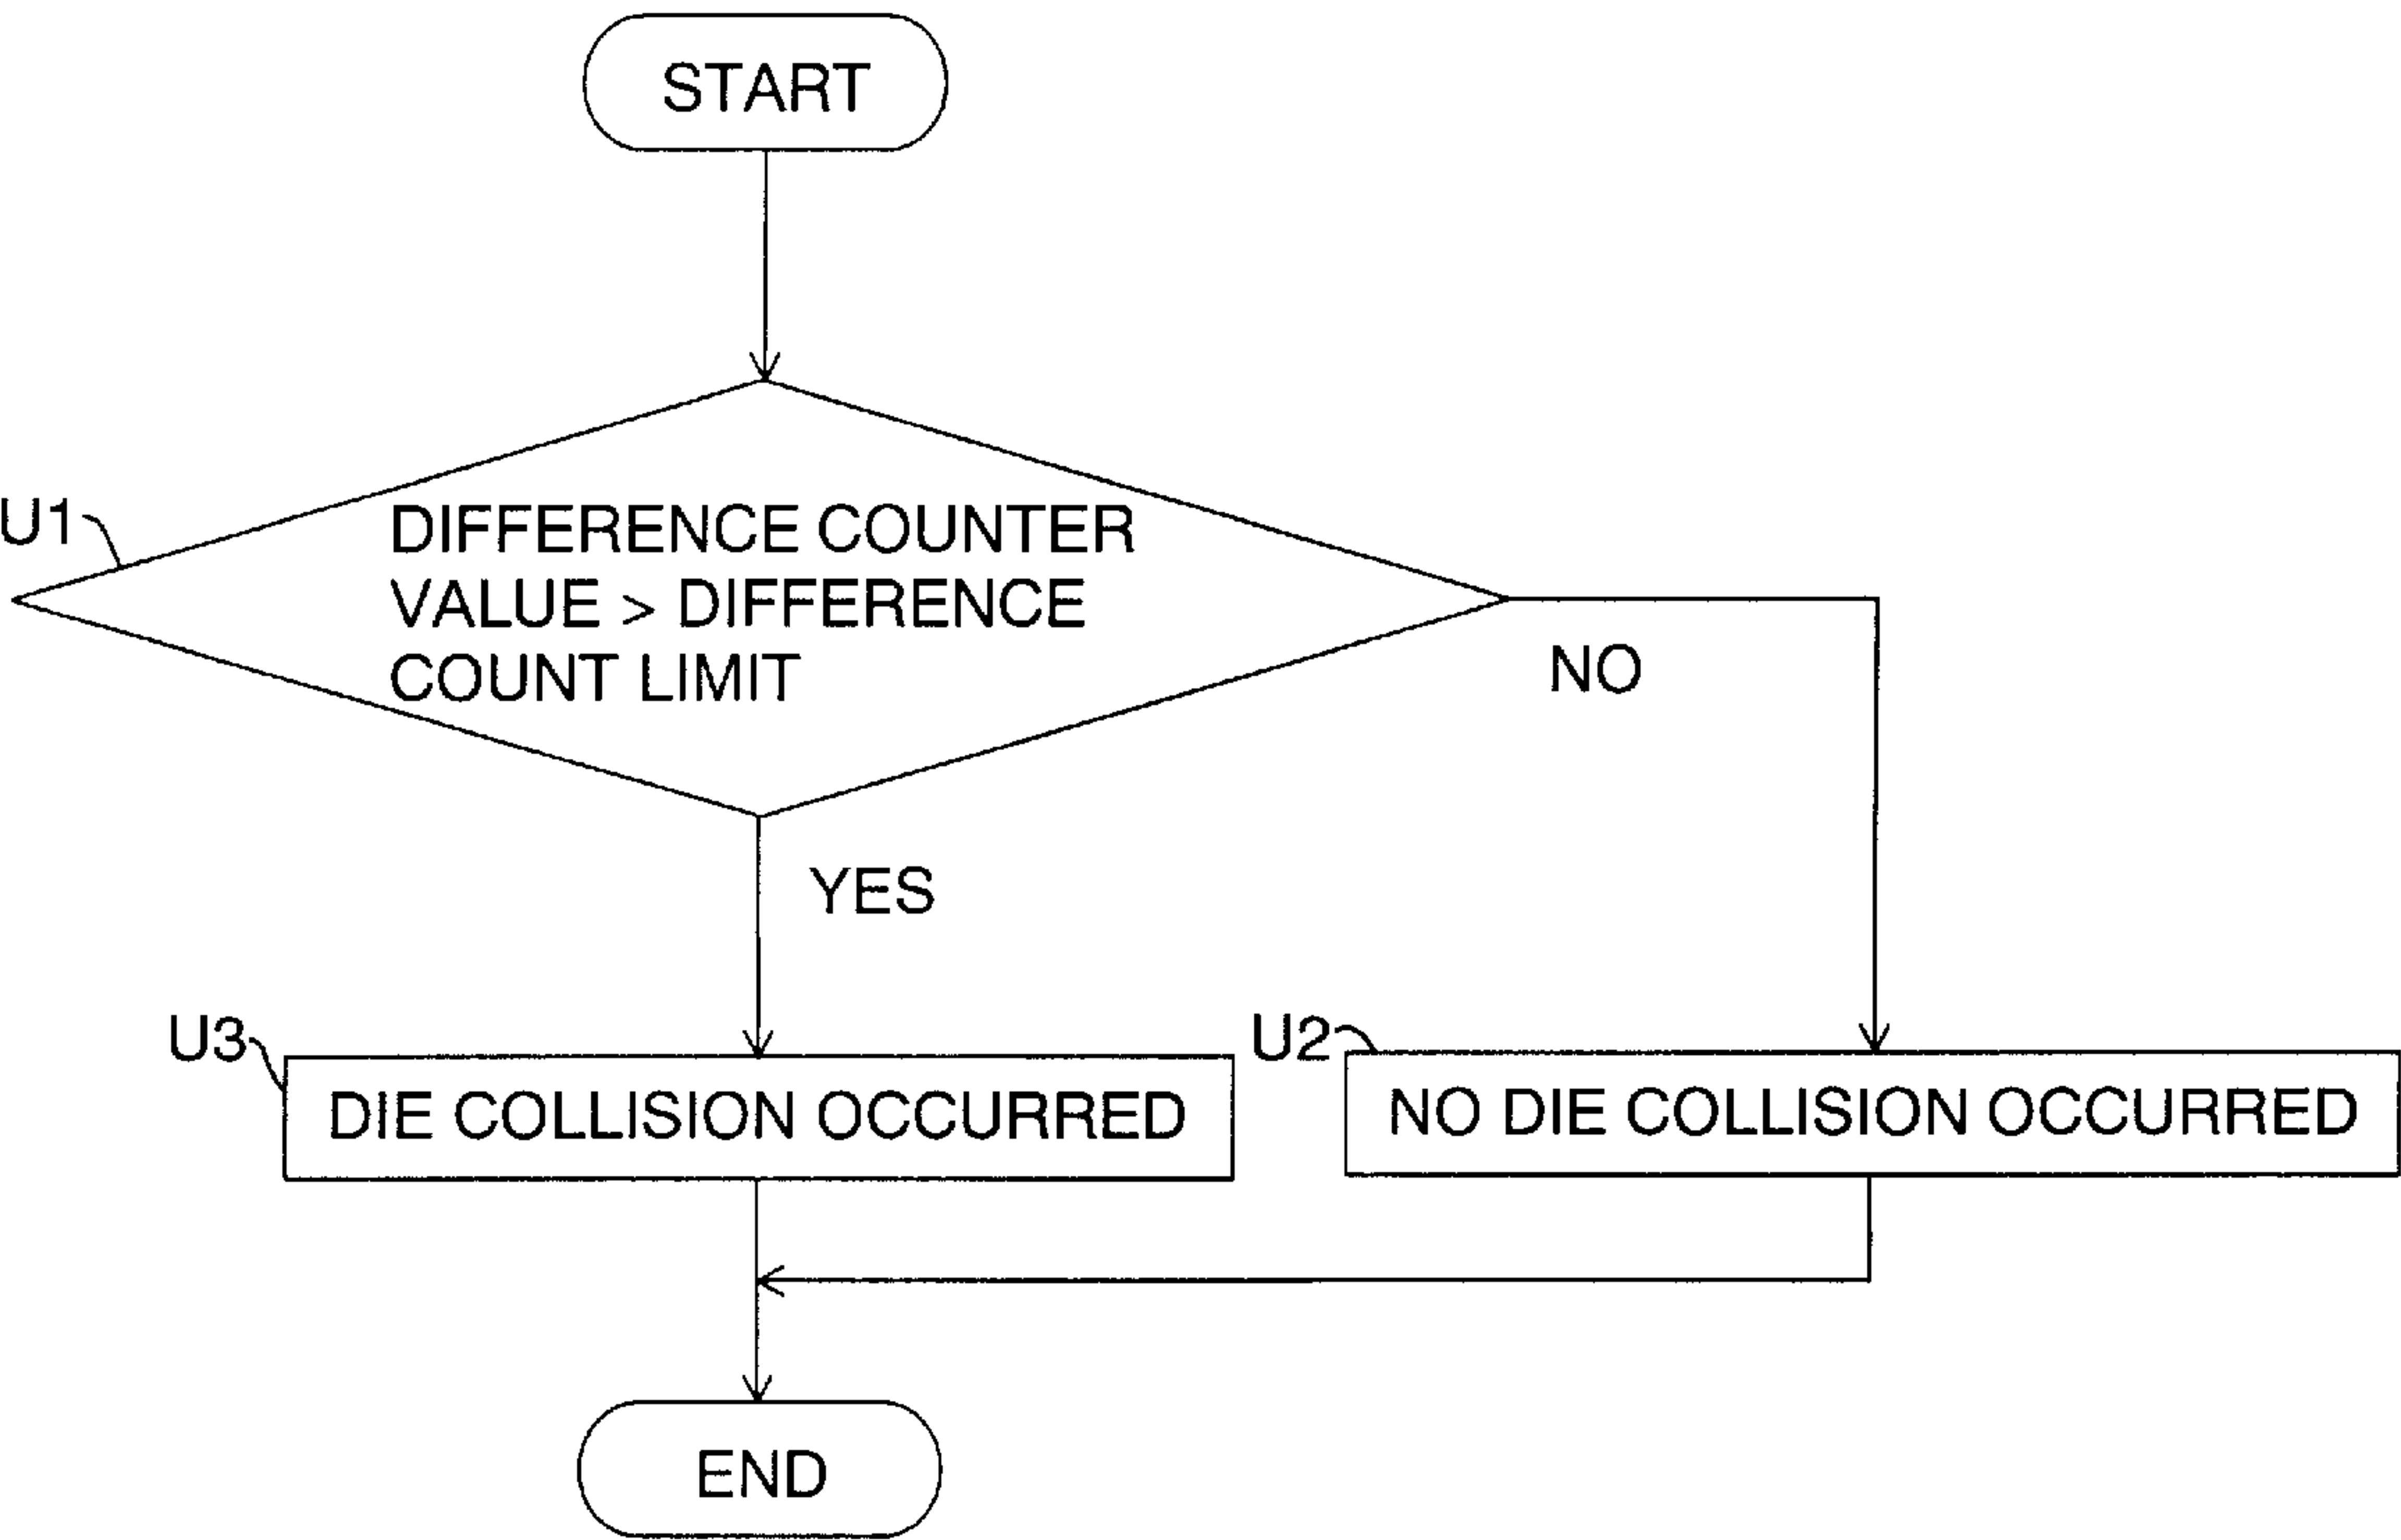 START
U1
DIFFERENCE COUNTER
VALUE > DIFFERENCE
COUNT LIMIT
NO
YES
U3
DIE COLLISION OCCURRED
U2
NO DIE COLLISION OCCURRED
END